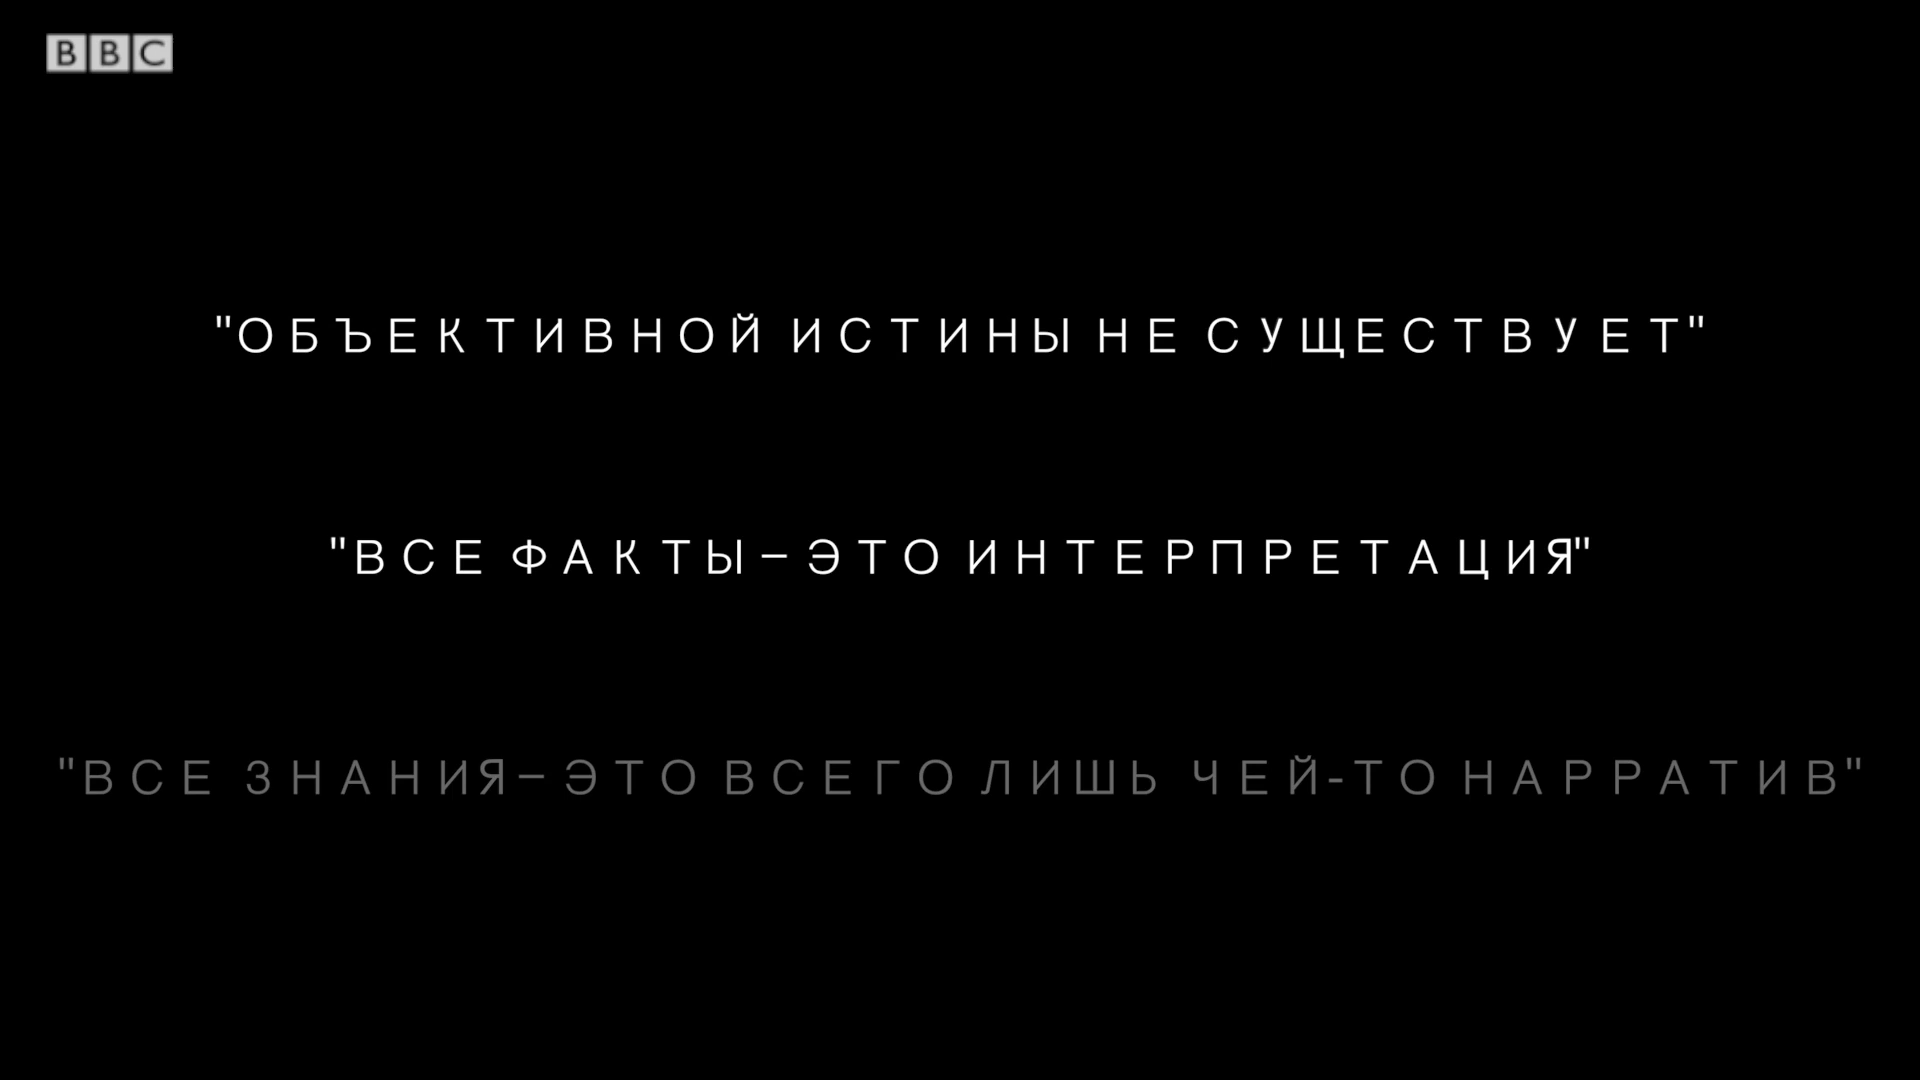 BBC
"ОБЪЕКТИВНОЙ ИСТИНЫ НЕ СУЩЕСТВУЕТ"
"ВСЕ ФАКТЫ – ЭТО ИНТЕРПРЕТАЦИЯ"
"ВСЕ ЗНАНИЯ – ЭТО ВСЕГО ЛИШЬ ЧЕЙ-ТО НАРРАТИВ"